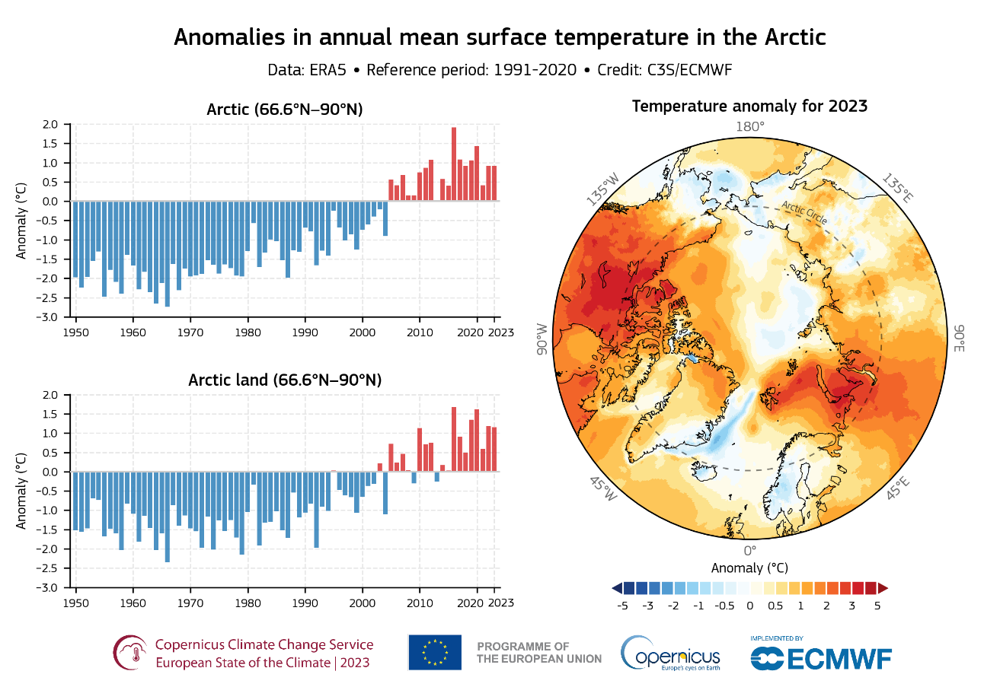 Anomalies in annual mean surface temperature in the Arctic
Data: ERA5 • Reference period: 1991-2020 • Credit: C3S/ECMWF
Arctic (66.6°N–90°N)
Anomaly (°C)
2.0
1.5
1.0
0.5
0.0
−0.5
−1.0
−1.5
−2.0
−2.5
−3.0
1950 1960 1970 1980 1990 2000 2010 2020 2023
Arctic land (66.6°N–90°N)
Anomaly (°C)
2.0
1.5
1.0
0.5
0.0
−0.5
−1.0
−1.5
−2.0
−2.5
−3.0
1950 1960 1970 1980 1990 2000 2010 2020 2023
Temperature anomaly for 2023
180°
135°W
135°E
Arctic Circle
90°W
90°E
45°W
45°E
0°
Anomaly (°C)
-5 -3 -2 -1 -0.5 0 0.5 1 2 3 5
Copernicus Climate Change Service
European State of the Climate | 2023
PROGRAMME OF
THE EUROPEAN UNION
opernicus
Europe's eyes on Earth
IMPLEMENTED BY
ECMWF